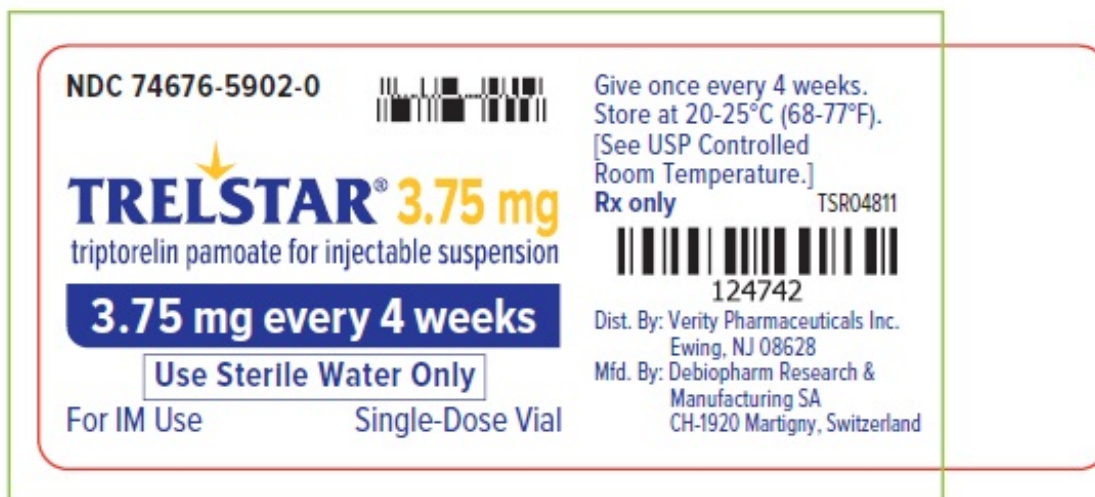 NDC 74676-5902-0
TRELSTAR® 3.75 mg
triptorelin pamoate for injectable suspension
3.75 mg every 4 weeks
Use Sterile Water Only
For IM Use Single-Dose Vial
Give once every 4 weeks.
Store at 20-25°C (68-77°F).
[See USP Controlled
Room Temperature.]
Rx only TSR04811
124742
Dist. By: Verity Pharmaceuticals Inc.
Ewing, NJ 08628
Mfd. By: Debiopharm Research &
Manufacturing SA
CH-1920 Martigny, Switzerland